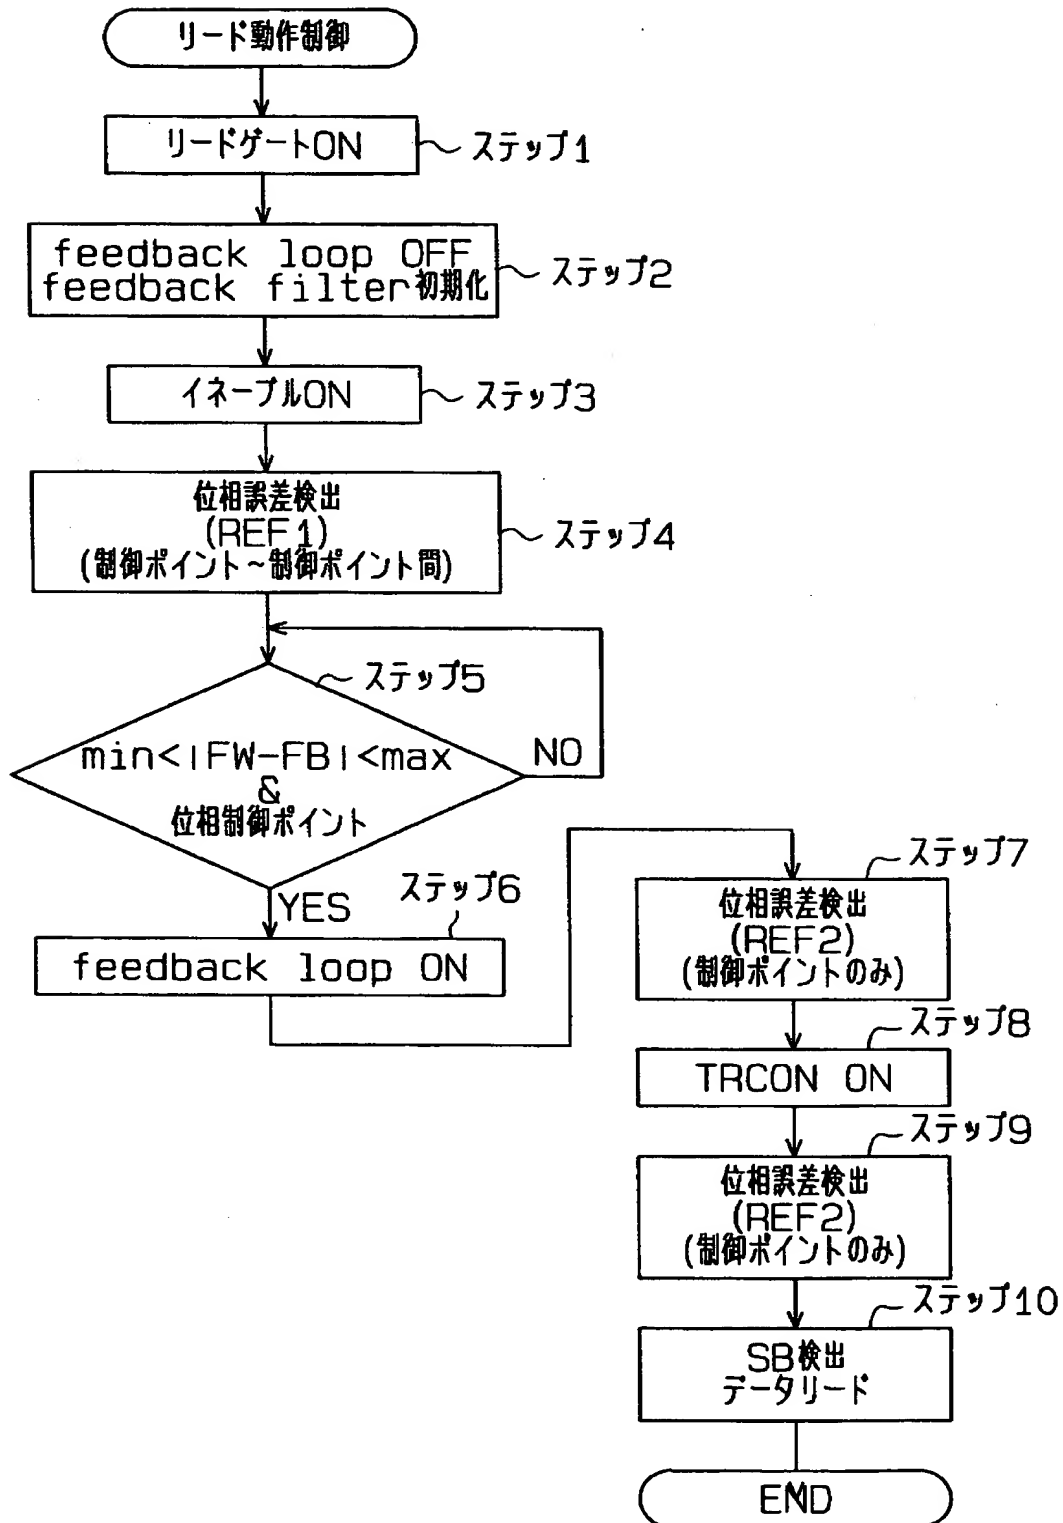 リード動作制御
リードゲートON
ステップ1
feedback loop OFF
feedback filter初期化
ステップ2
イネーブルON
ステップ3
位相誤差検出
(REF1)
(制御ポイント~制御ポイント間)
ステップ4
ステップ5
min<|FW-FB|<max
&
位相制御ポイント
NO
YES
ステップ6
feedback loop ON
ステップ7
位相誤差検出
(REF2)
(制御ポイントのみ)
ステップ8
TRCON ON
ステップ9
位相誤差検出
(REF2)
(制御ポイントのみ)
ステップ10
SB検出
データリード
END